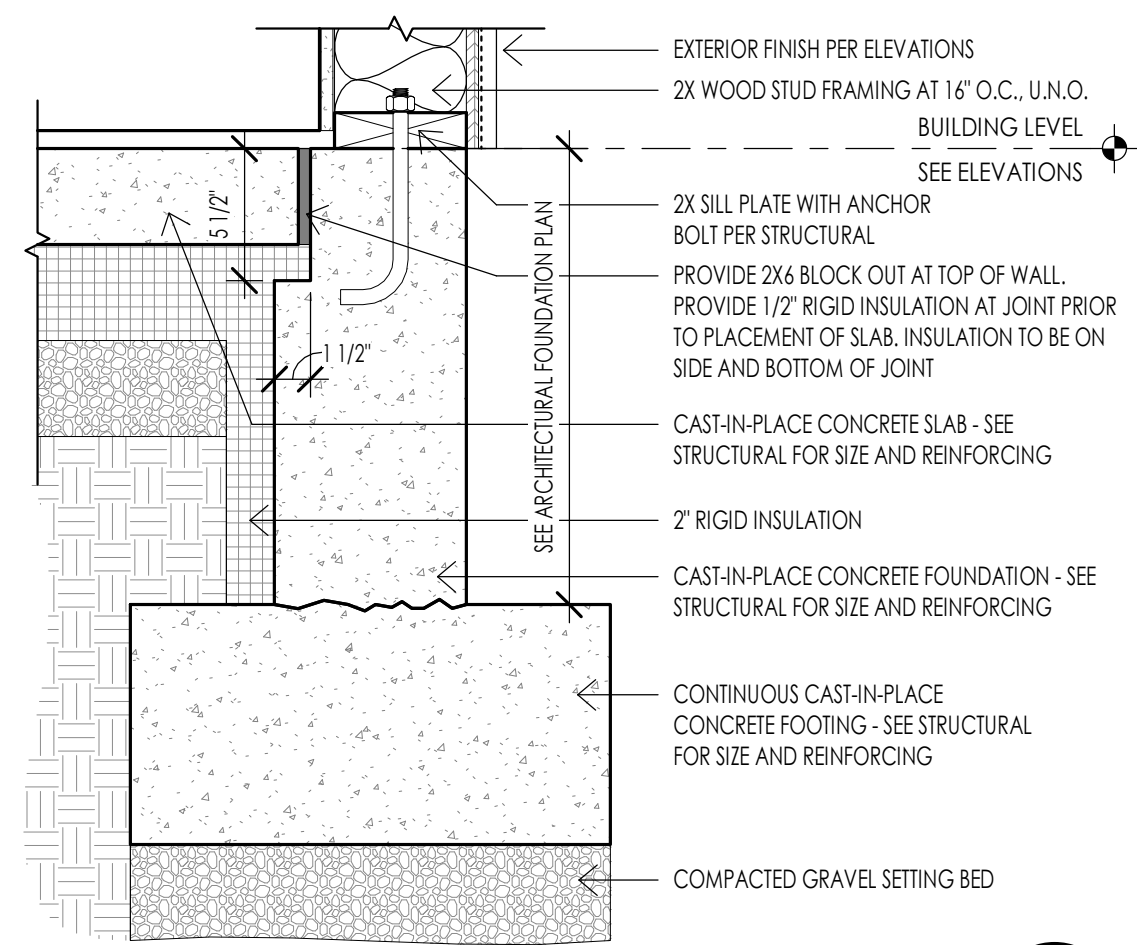 EXTERIOR FINISH PER ELEVATIONS
2X WOOD STUD FRAMING AT 16" O.C., U.N.O.
BUILDING LEVEL
SEE ELEVATIONS
2X SILL PLATE WITH ANCHOR
BOLT PER STRUCTURAL
PROVIDE 2X6 BLOCK OUT AT TOP OF WALL.
PROVIDE 1/2" RIGID INSULATION AT JOINT PRIOR
TO PLACEMENT OF SLAB. INSULATION TO BE ON
SIDE AND BOTTOM OF JOINT
CAST-IN-PLACE CONCRETE SLAB - SEE
STRUCTURAL FOR SIZE AND REINFORCING
2" RIGID INSULATION
CAST-IN-PLACE CONCRETE FOUNDATION - SEE
STRUCTURAL FOR SIZE AND REINFORCING
CONTINUOUS CAST-IN-PLACE
CONCRETE FOOTING - SEE STRUCTURAL
FOR SIZE AND REINFORCING
COMPACTED GRAVEL SETTING BED
5 1/2"
1 1/2"
SEE ARCHITECTURAL FOUNDATION PLAN